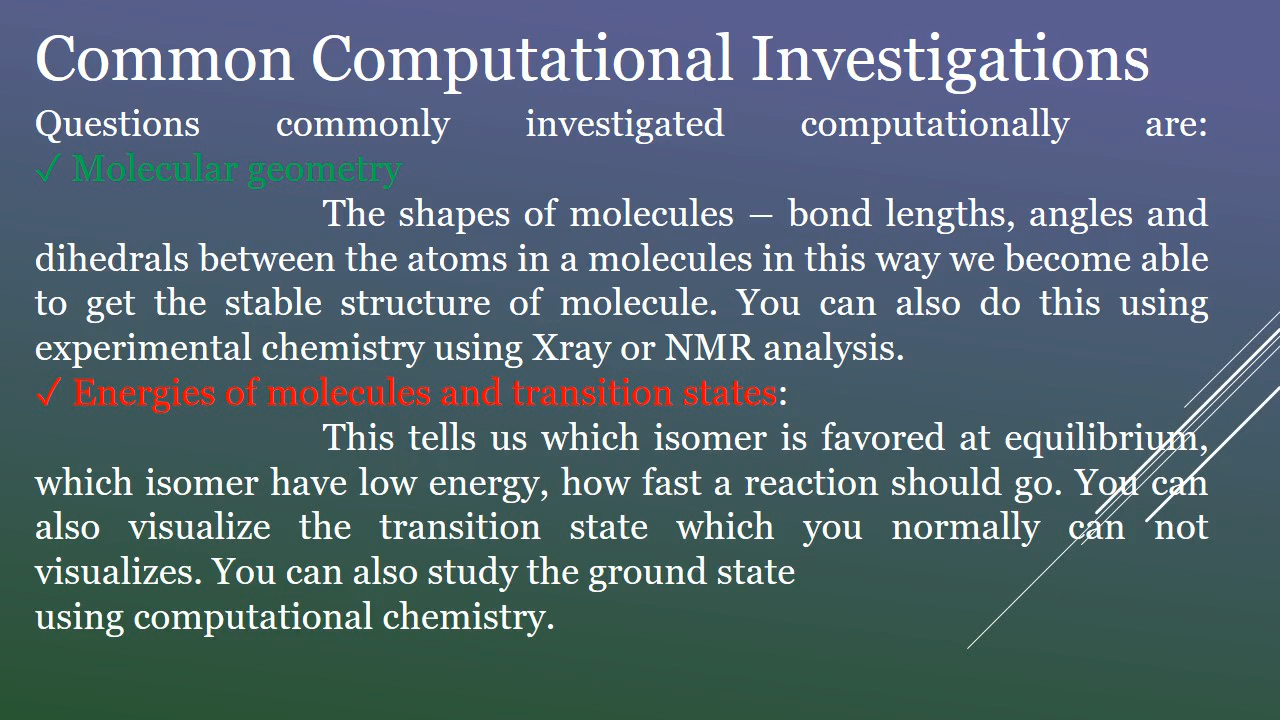 Common Computational Investigations
Questions commonly investigated computationally are:
✓ Molecular geometry
The shapes of molecules – bond lengths, angles and
dihedrals between the atoms in a molecules in this way we become able
to get the stable structure of molecule. You can also do this using
experimental chemistry using Xray or NMR analysis.
✓ Energies of molecules and transition states:
This tells us which isomer is favored at equilibrium,
which isomer have low energy, how fast a reaction should go. You can
also visualize the transition state which you normally can not
visualizes. You can also study the ground state
using computational chemistry.